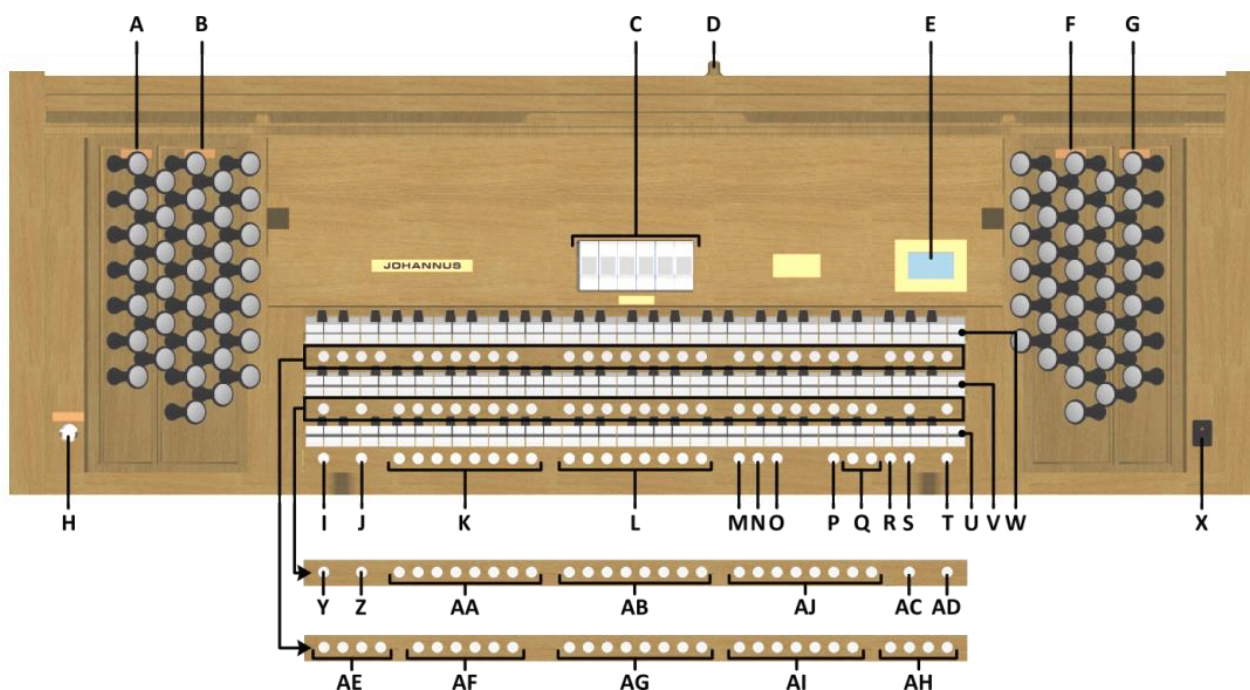 A B C D E F G
JOHANNUS
H I J K L M N O P Q R S T U V W X
Y Z AA AB AJ AC AD
AE AF AG AI AH